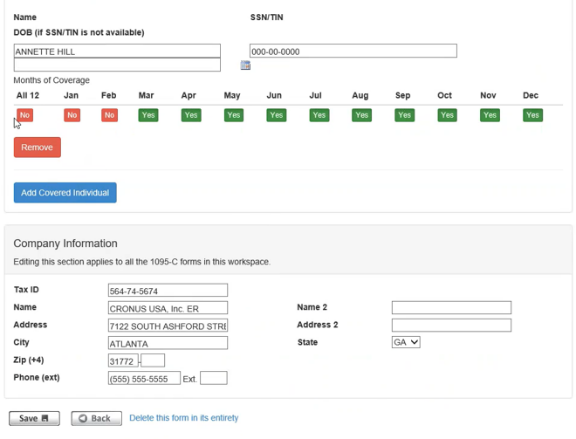 Name SSN/TIN
DOB (if SSN/TIN is not available)
ANNETTE HILL 000-00-0000
Months of Coverage
All 12 Jan Feb Mar Apr May Jun Jul Aug Sep Oct Nov Dec
No No No Yes Yes Yes Yes Yes Yes Yes Yes Yes Yes
Remove
Add Covered Individual
Company Information
Editing this section applies to all the 1095-C forms in this workspace.
Tax ID 564-74-5674
Name CRONUS USA, Inc. ER Name 2
Address 7122 SOUTH ASHFORD STRE Address 2
City ATLANTA State GA
Zip (+4) 31772 -
Phone (ext) (555) 555-5555 Ext.
Save Back Delete this form in its entirety